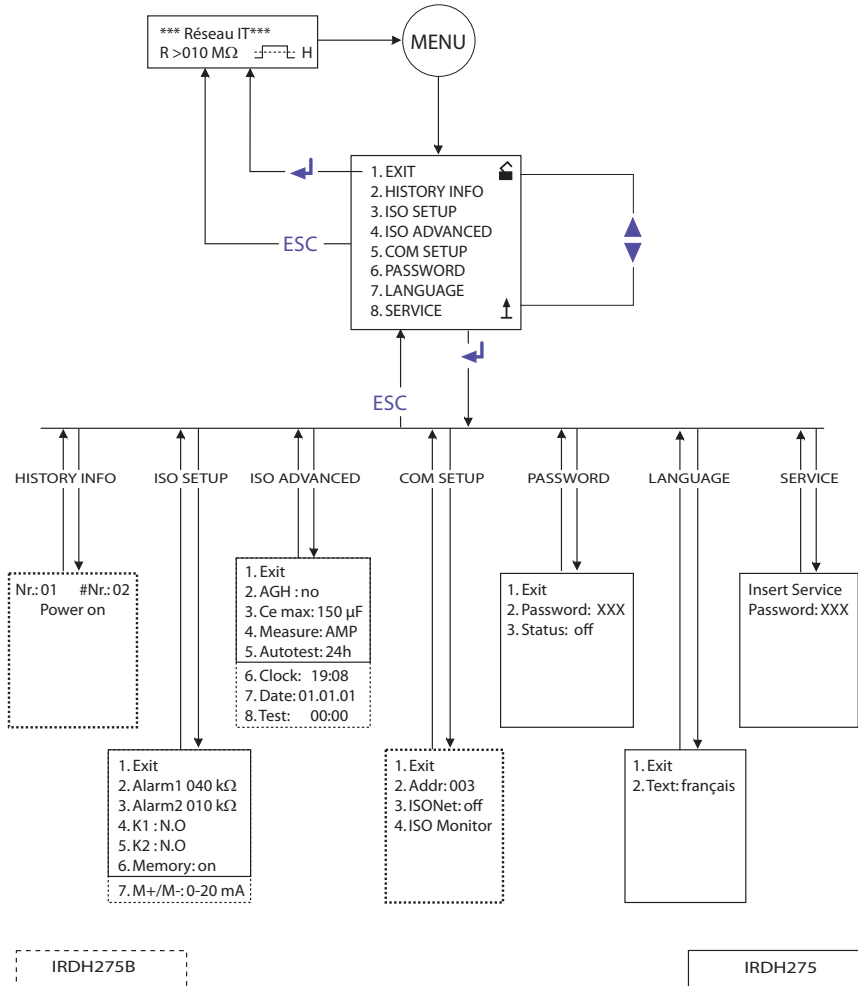 *** Réseau IT***
R >010 MΩ H
MENU
1. EXIT
2. HISTORY INFO
3. ISO SETUP
4. ISO ADVANCED
5. COM SETUP
6. PASSWORD
7. LANGUAGE
8. SERVICE
ESC
ESC
HISTORY INFO
ISO SETUP
ISO ADVANCED
COM SETUP
PASSWORD
LANGUAGE
SERVICE
Nr.: 01 #Nr.: 02
Power on
1. Exit
2. AGH : no
3. Ce max: 150 µF
4. Measure: AMP
5. Autotest: 24h
6. Clock: 19:08
7. Date: 01.01.01
8. Test: 00:00
1. Exit
2. Password: XXX
3. Status: off
Insert Service
Password: XXX
1. Exit
2. Alarm1 040 kΩ
3. Alarm2 010 kΩ
4. K1 : N.O
5. K2 : N.O
6. Memory: on
7. M+/M-: 0-20 mA
1. Exit
2. Addr: 003
3. ISONet: off
4. ISO Monitor
1. Exit
2. Text: français
IRDH275B
IRDH275